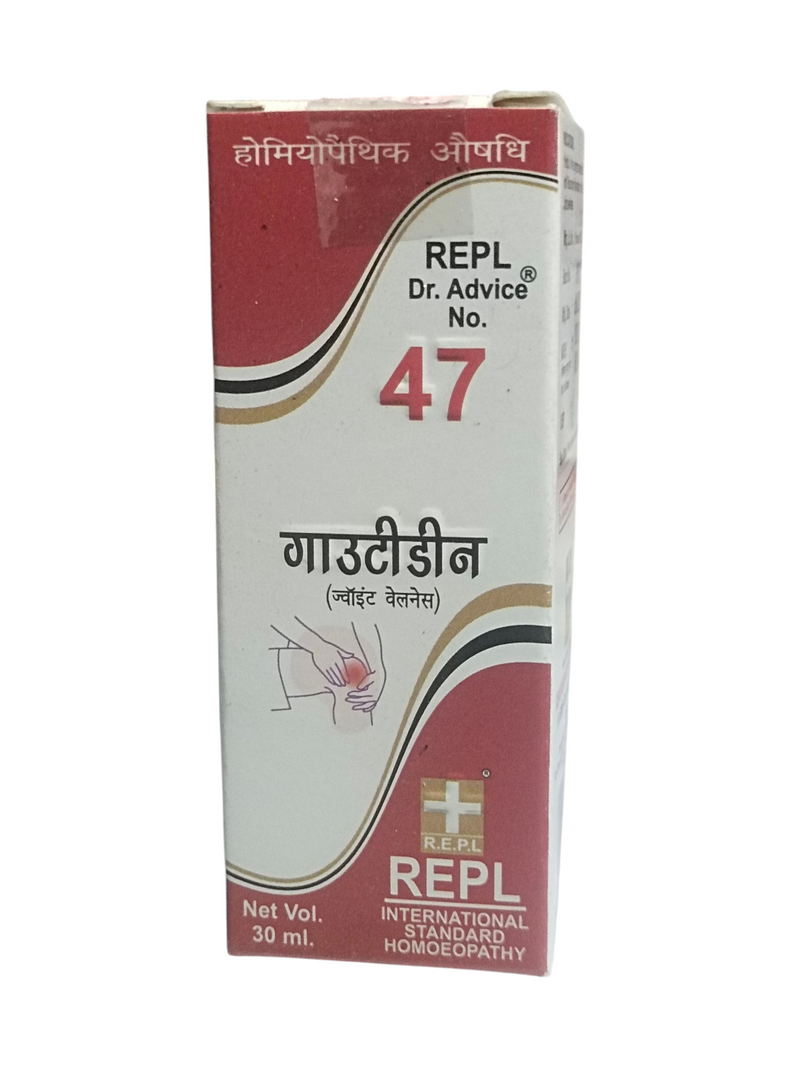 होमियोपैथिक औषधि
REPL
Dr. Advice®
No.
47
गाउटीडीन
(ज्वॉइंट वेलनेस)
®
R.E.P.L
REPL
INTERNATIONAL
STANDARD
HOMOEOPATHY
Net Vol.
30 ml.